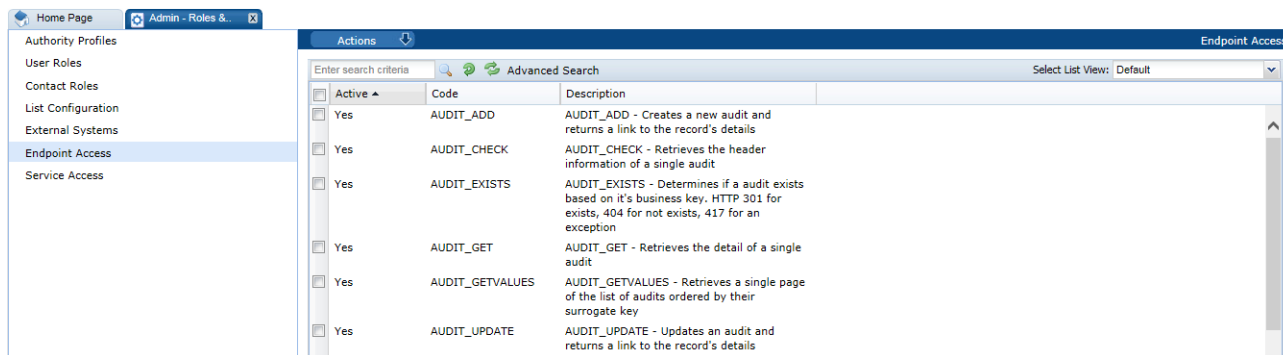 Home Page
Admin - Roles &..
Authority Profiles
User Roles
Contact Roles
List Configuration
External Systems
Endpoint Access
Service Access
Actions
Endpoint Access
Enter search criteria
Advanced Search
Select List View: Default
Active Code Description
Yes AUDIT_ADD AUDIT_ADD - Creates a new audit and
returns a link to the record's details
Yes AUDIT_CHECK AUDIT_CHECK - Retrieves the header
information of a single audit
Yes AUDIT_EXISTS AUDIT_EXISTS - Determines if a audit exists
based on it's business key. HTTP 301 for
exists, 404 for not exists, 417 for an
exception
Yes AUDIT_GET AUDIT_GET - Retrieves the detail of a single
audit
Yes AUDIT_GETVALUES AUDIT_GETVALUES - Retrieves a single page
of the list of audits ordered by their
surrogate key
Yes AUDIT_UPDATE AUDIT_UPDATE - Updates an audit and
returns a link to the record's details